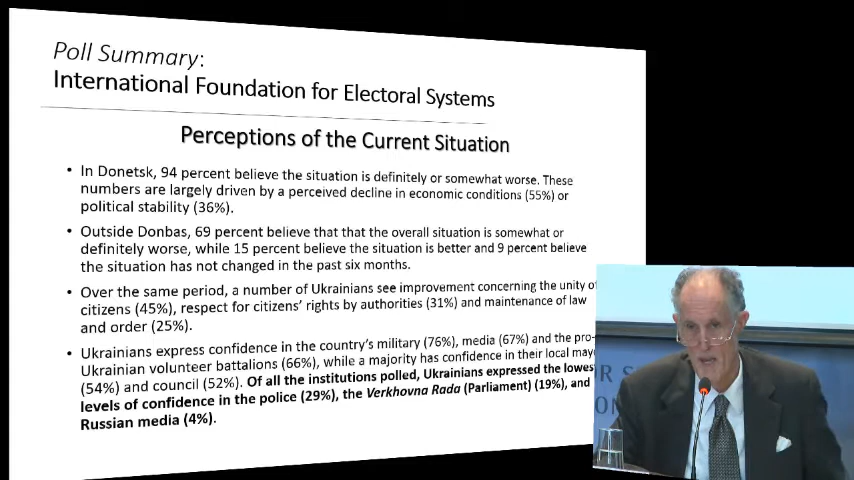 Poll Summary:
International Foundation for Electoral Systems
Perceptions of the Current Situation
• In Donetsk, 94 percent believe the situation is definitely or somewhat worse. These
numbers are largely driven by a perceived decline in economic conditions (55%) or
political stability (36%).
• Outside Donbas, 69 percent believe that that the overall situation is somewhat or
definitely worse, while 15 percent believe the situation is better and 9 percent believe
the situation has not changed in the past six months.
• Over the same period, a number of Ukrainians see improvement concerning the unity of
citizens (45%), respect for citizens' rights by authorities (31%) and maintenance of law
and order (25%).
• Ukrainians express confidence in the country's military (76%), media (67%) and the pro-
Ukrainian volunteer battalions (66%), while a majority has confidence in their local may
(54%) and council (52%). Of all the institutions polled, Ukrainians expressed the lowest
levels of confidence in the police (29%), the Verkhovna Rada (Parliament) (19%), and
Russian media (4%).